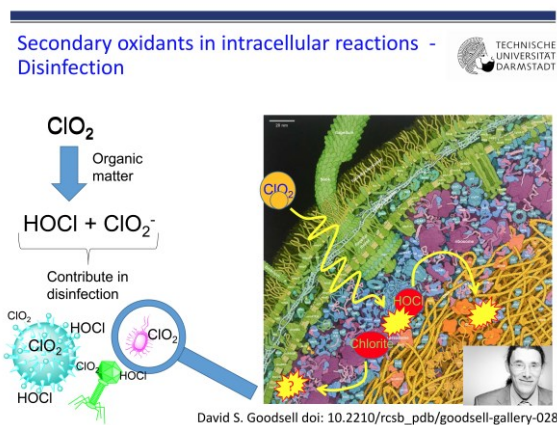 Secondary oxidants in intracellular reactions -
Disinfection
TECHNISCHE
UNIVERSITÄT
DARMSTADT
ClO2
Organic
matter
HOCl + ClO2-
Contribute in
disinfection
ClO2
HOCl
ClO2
ClO2
ClO2
HOCl
HOCl
ClO2
HOCl
Chlorite
?
David S. Goodsell doi: 10.2210/rcsb_pdb/goodsell-gallery-028